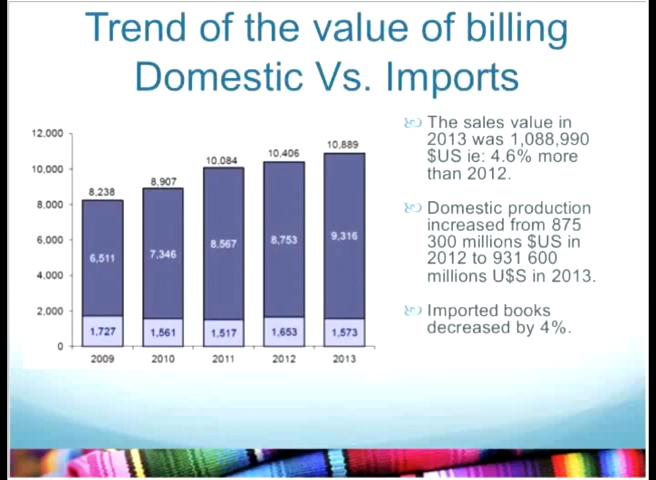 Trend of the value of billing
Domestic Vs. Imports
12.000
10.000
8.000
6.000
4.000
2.000
0
8,238
8,907
10,084
10,406
10,889
6,511
7,346
8,567
8,753
9,316
1,727
1,561
1,517
1,653
1,573
2009
2010
2011
2012
2013
The sales value in
2013 was 1,088,990
$US ie: 4.6% more
than 2012.
Domestic production
increased from 875
300 millions $US in
2012 to 931 600
millions U$S in 2013.
Imported books
decreased by 4%.